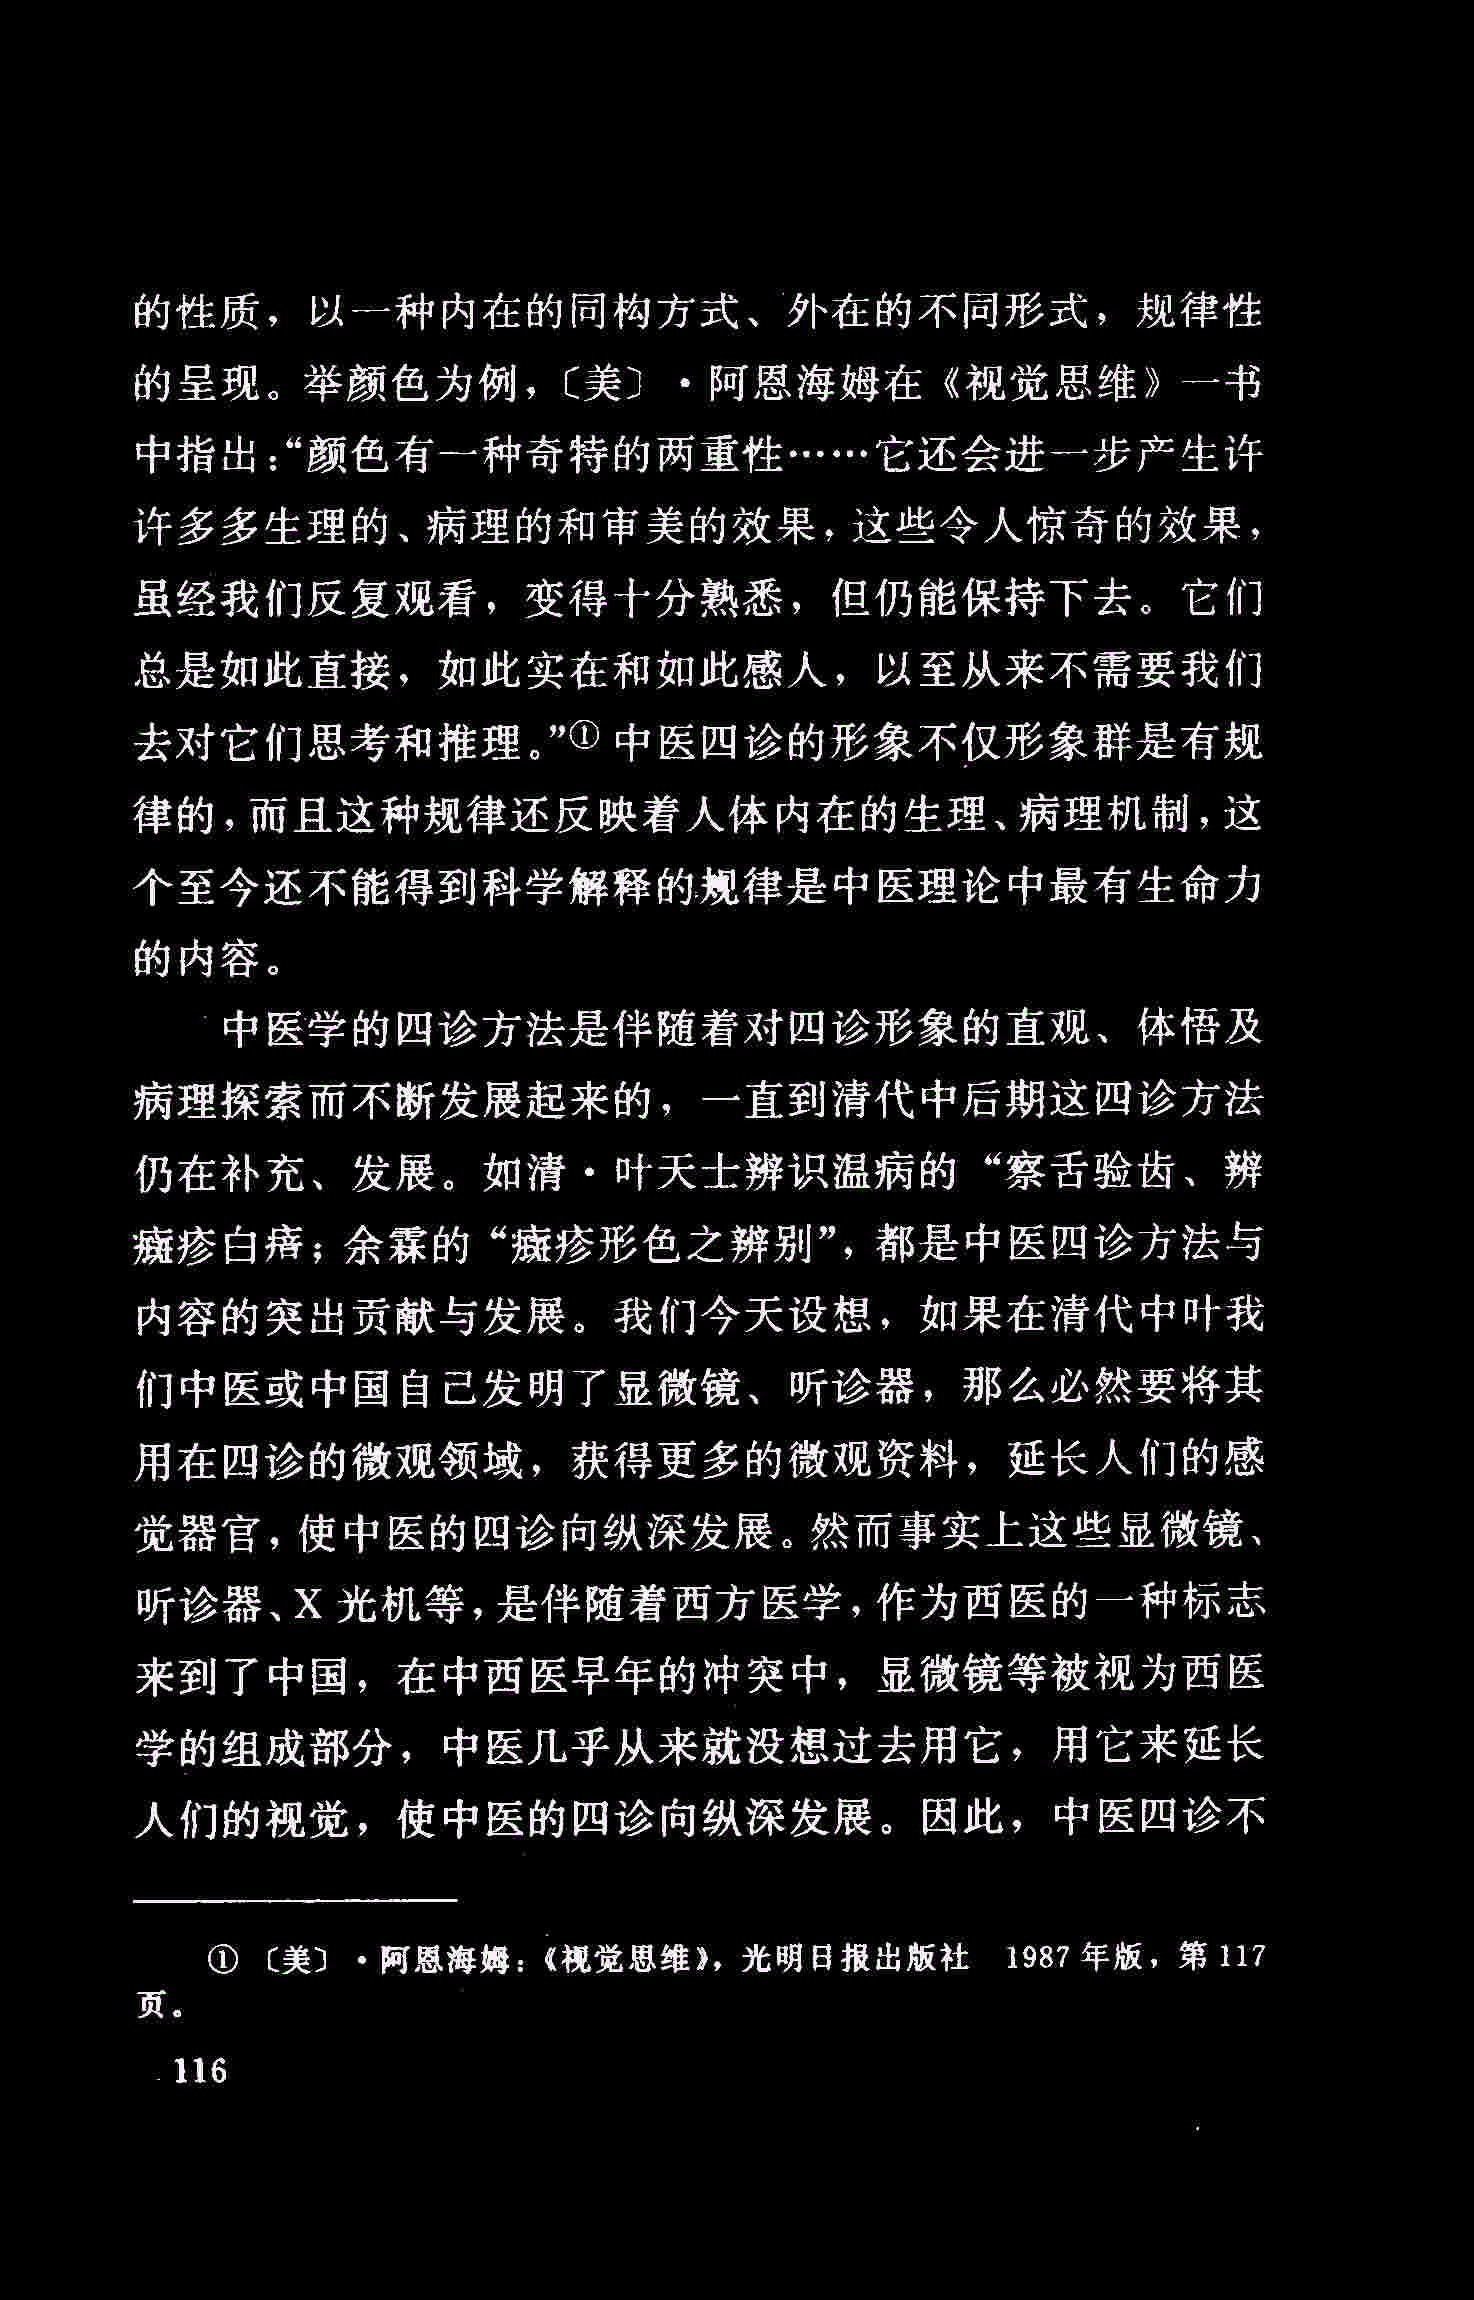 的性质，以一种内在的同构方式、外在的不同形式，规律性
的呈现。举颜色为例，〔美〕·阿恩海姆在《视觉思维》一书
中指出：“颜色有一种奇特的两重性……它还会进一步产生许
许多多生理的、病理的和审美的效果，这些令人惊奇的效果，
虽经我们反复观看，变得十分熟悉，但仍能保持下去。它们
总是如此直接，如此实在和如此感人，以至从来不需要我们
去对它们思考和推理。”① 中医四诊的形象不仅形象群是有规
律的，而且这种规律还反映着人体内在的生理、病理机制，这
个至今还不能得到科学解释的规律是中医理论中最有生命力
的内容。
中医学的四诊方法是伴随着对四诊形象的直观、体悟及
病理探索而不断发展起来的，一直到清代中后期这四诊方法
仍在补充、发展。如清·叶天士辨识温病的“察舌验齿、辨
癍疹白㾦；余霖的“癍疹形色之辨别”，都是中医四诊方法与
内容的突出贡献与发展。我们今天设想，如果在清代中叶我
们中医或中国自己发明了显微镜、听诊器，那么必然要将其
用在四诊的微观领域，获得更多的微观资料，延长人们的感
觉器官，使中医的四诊向纵深发展。然而事实上这些显微镜、
听诊器、X 光机等，是伴随着西方医学，作为西医的一种标志
来到了中国，在中西医早年的冲突中，显微镜等被视为西医
学的组成部分，中医几乎从来就没想过去用它，用它来延长
人们的视觉，使中医的四诊向纵深发展。因此，中医四诊不
① 〔美〕·阿恩海姆：《视觉思维》，光明日报出版社 1987 年版，第 117
页。
116